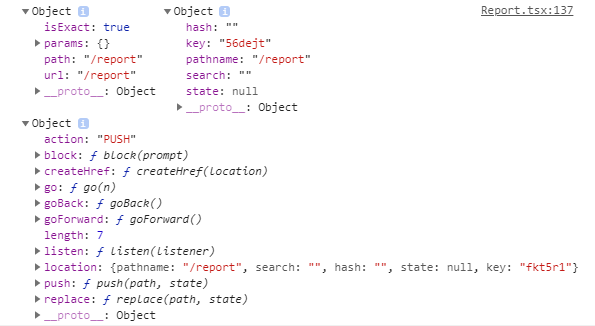 ▼Object i ▼Object i Report.tsx:137
isExact: true hash: ""
▶params: {} key: "56dejt"
path: "/report" pathname: "/report"
url: "/report" search: ""
▶__proto__: Object state: null
▶__proto__: Object
▼Object i
action: "PUSH"
▶block: ƒ block(prompt)
▶createHref: ƒ createHref(location)
▶go: ƒ go(n)
▶goBack: ƒ goBack()
▶goForward: ƒ goForward()
length: 7
▶listen: ƒ listen(listener)
▶location: {pathname: "/report", search: "", hash: "", state: null, key: "fkt5r1"}
▶push: ƒ push(path, state)
▶replace: ƒ replace(path, state)
▶__proto__: Object